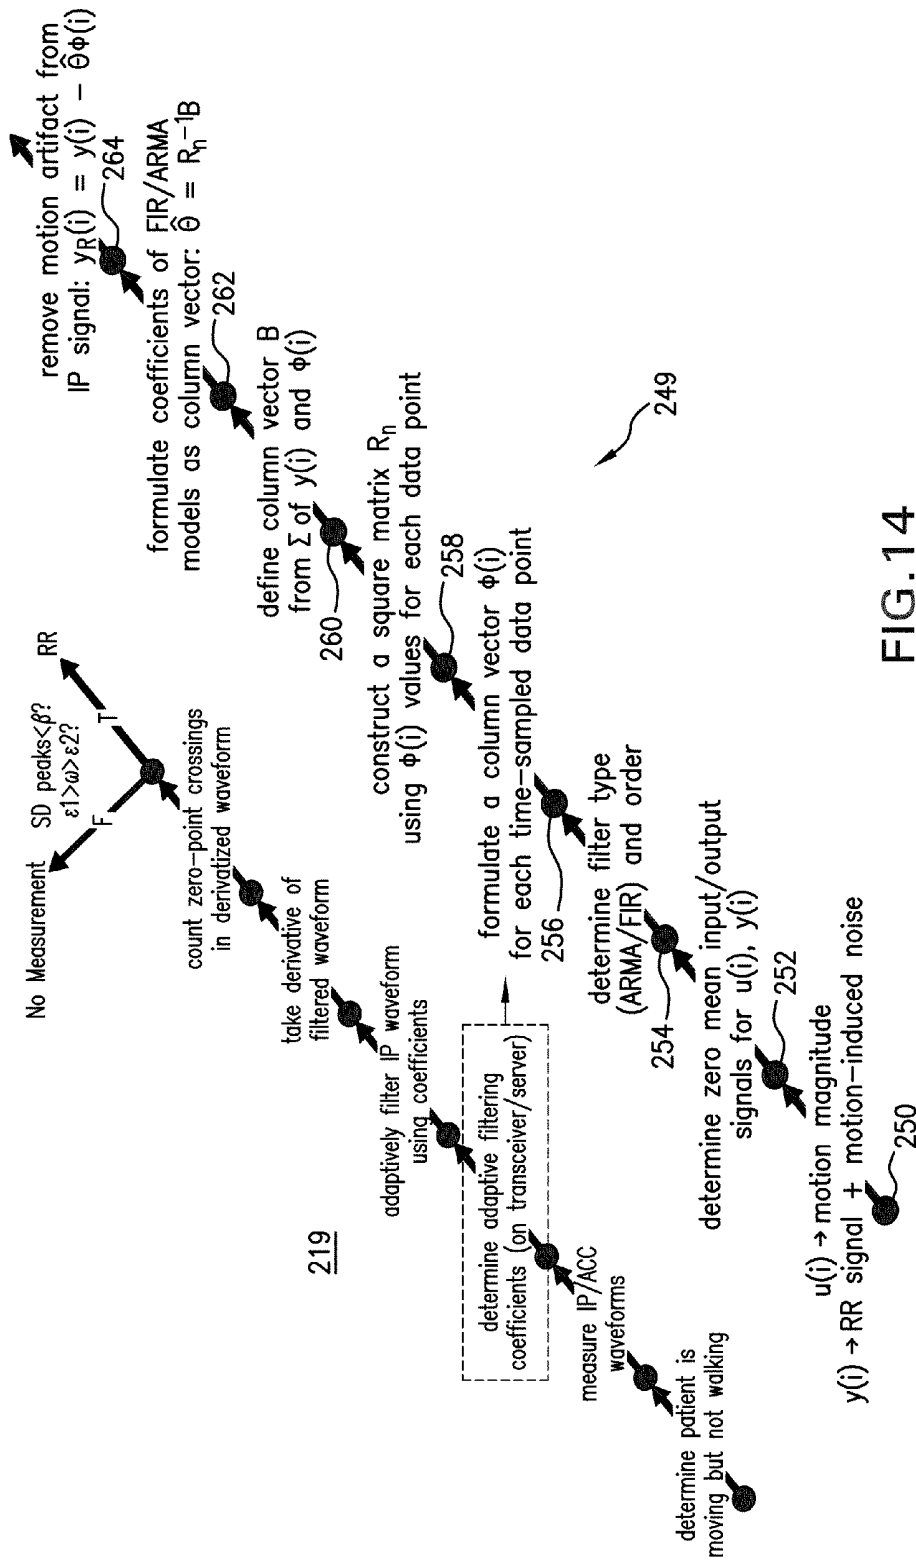 determine patient is
moving but not walking
measure IP/ACC
waveforms
determine adaptive filtering
coefficients (on transceiver/server)
adaptively filter IP waveform
using coefficients
take derivative of
filtered waveform
count zero-point crossings
in derivatized waveform
SD peaks<β?
ε1>ω>ε2?
No Measurement
F
T
RR
219
u(i) → motion magnitude
y(i) → RR signal + motion-induced noise
250
determine zero mean input/output
signals for u(i), y(i)
252
determine filter type
(ARMA/FIR) and order
254
formulate a column vector ϕ(i)
for each time-sampled data point
256
construct a square matrix Rn
using ϕ(i) values for each data point
258
define column vector B
from Σ of y(i) and ϕ(i)
260
formulate coefficients of FIR/ARMA
models as column vector: θ̂ = Rn⁻¹B
262
remove motion artifact from
IP signal: yR(i) = y(i) − θ̂ϕ(i)
264
249
FIG.14